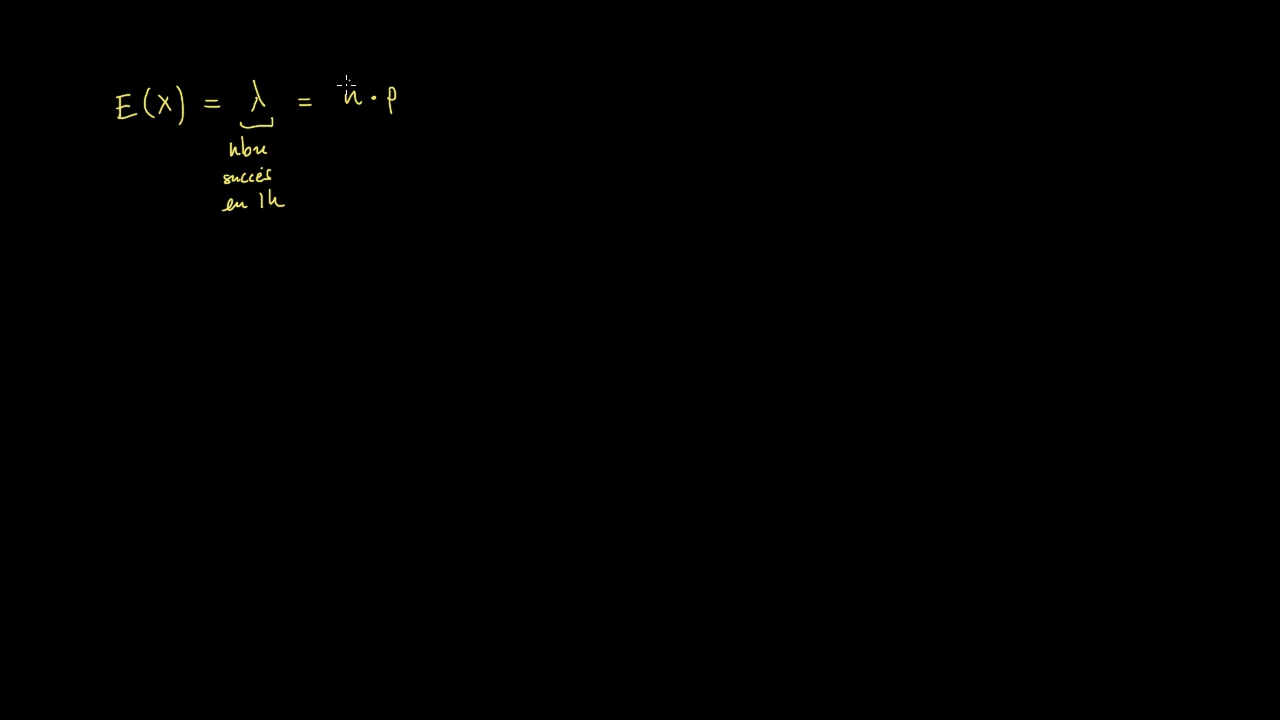 E(X) = λ = n · p
nbre
succès
en 1h